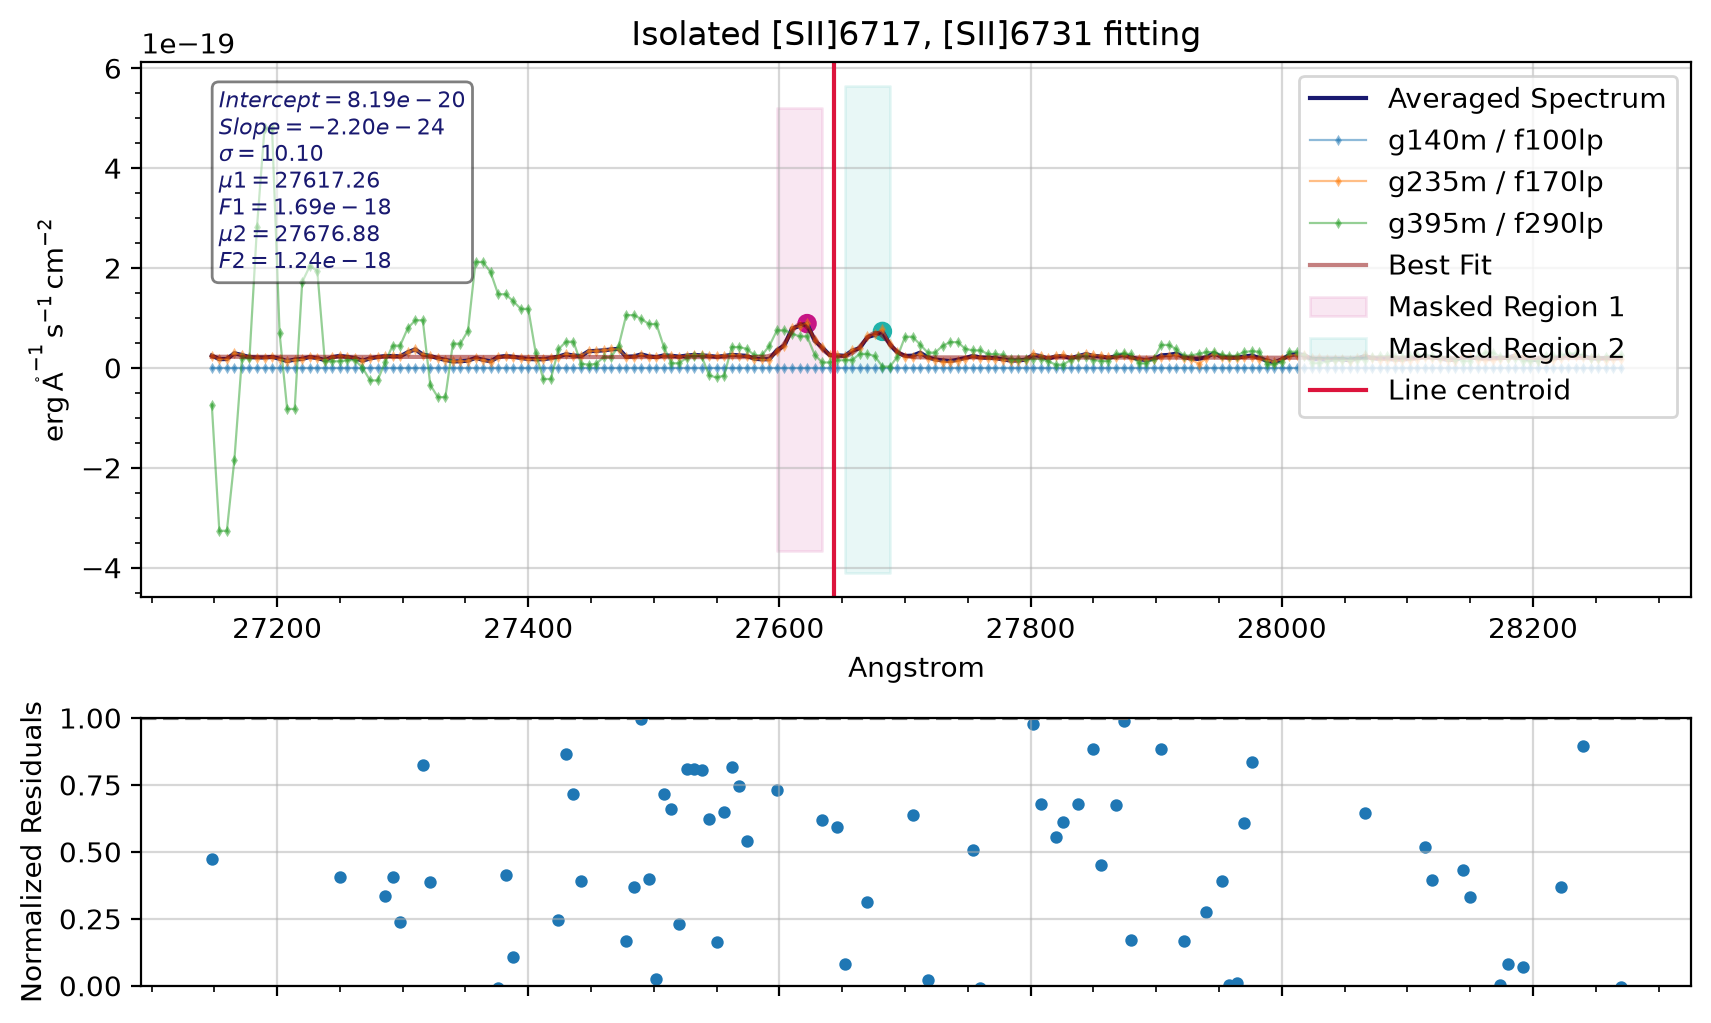 Isolated [SII]6717, [SII]6731 fitting
1e−19
6
4
2
0
−2
−4
erg Å⁻¹ s⁻¹ cm⁻²
Intercept = 8.19e − 20
Slope = −2.20e − 24
σ = 10.10
μ1 = 27617.26
F1 = 1.69e − 18
μ2 = 27676.88
F2 = 1.24e − 18
Averaged Spectrum
g140m / f100lp
g235m / f170lp
g395m / f290lp
Best Fit
Masked Region 1
Masked Region 2
Line centroid
27200 27400 27600 27800 28000 28200
Angstrom
Normalized Residuals
1.00
0.75
0.50
0.25
0.00